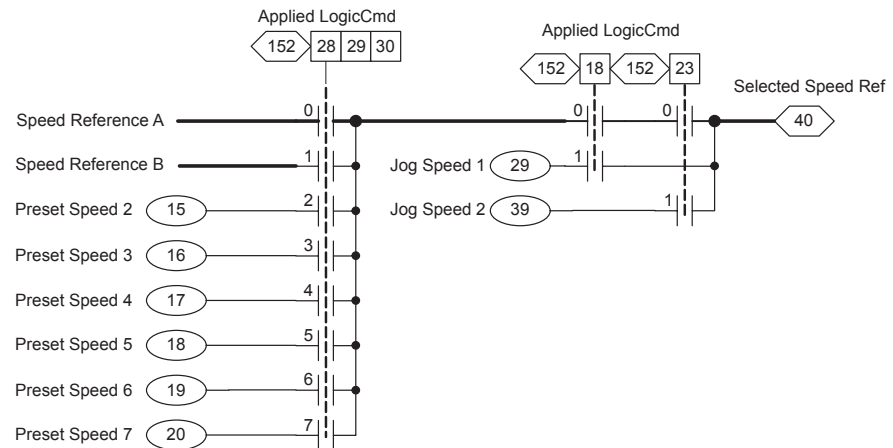 Applied LogicCmd
152 28 29 30
Applied LogicCmd
152 18 152 23
Selected Speed Ref
Speed Reference A 0 0 0 40
Speed Reference B 1 Jog Speed 1 29 1
Preset Speed 2 15 2 Jog Speed 2 39 1
Preset Speed 3 16 3
Preset Speed 4 17 4
Preset Speed 5 18 5
Preset Speed 6 19 6
Preset Speed 7 20 7